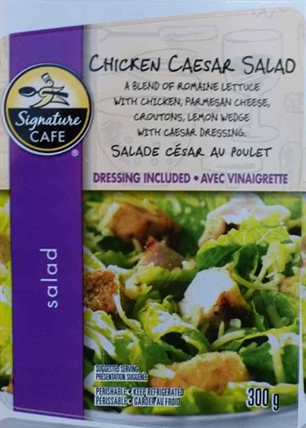 CHICKEN CAESAR SALAD
A BLEND OF ROMAINE LETTUCE
WITH CHICKEN, PARMESAN CHEESE,
CROUTONS, LEMON WEDGE
WITH CAESAR DRESSING.
SALADE CÉSAR AU POULET
Signature
CAFE
®
DRESSING INCLUDED • AVEC VINAIGRETTE
salad
SUGGESTED SERVING
PRÉSENTATION SUGGÉRÉE
PERISHABLE • KEEP REFRIGERATED
PÉRISSABLE • GARDER AU FROID
300 g